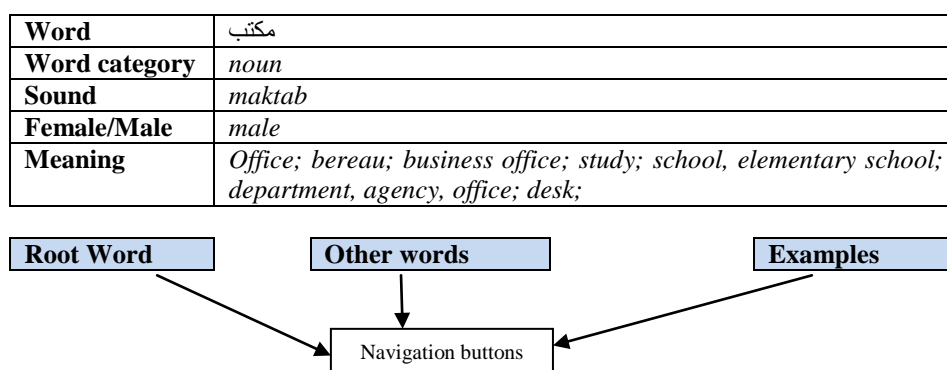 Word مكتب
Word category noun
Sound maktab
Female/Male male
Meaning Office; bereau; business office; study; school, elementary school;
department, agency, office; desk;
Root Word Other words Examples
Navigation buttons